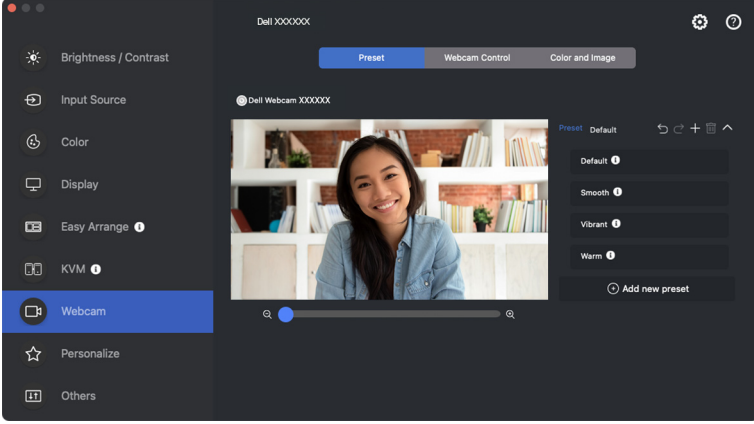 Dell XXXXXX
Brightness / Contrast
Input Source
Color
Display
Easy Arrange
KVM
Webcam
Personalize
Others
Preset
Webcam Control
Color and Image
Dell Webcam XXXXXX
Preset Default
Default
Smooth
Vibrant
Warm
Add new preset